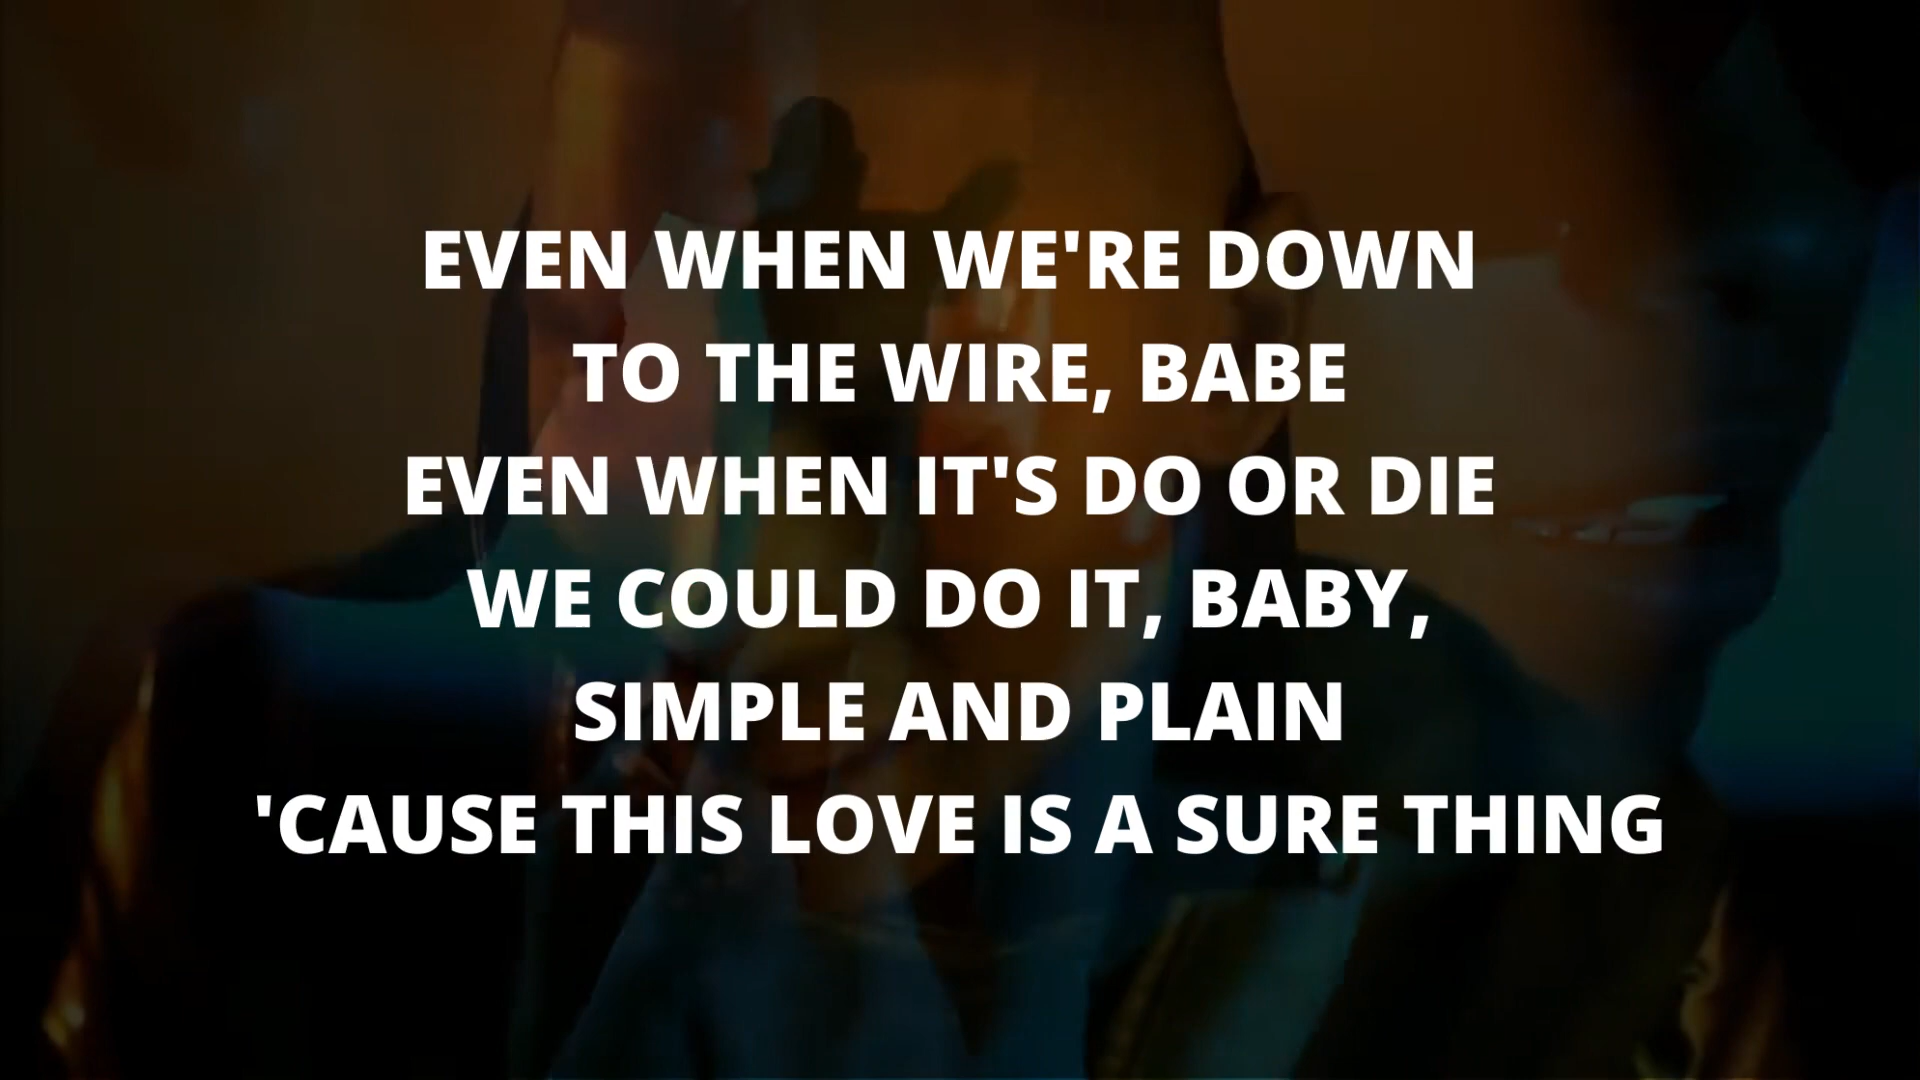 EVEN WHEN WE'RE DOWN
TO THE WIRE, BABE
EVEN WHEN IT'S DO OR DIE
WE COULD DO IT, BABY,
SIMPLE AND PLAIN
'CAUSE THIS LOVE IS A SURE THING